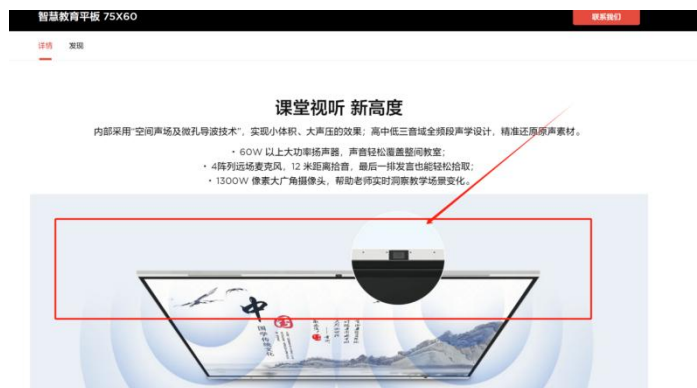 智慧教育平板 75X60
联系我们
详情
发现
课堂视听 新高度
内部采用“空间声场及微孔导波技术”，实现小体积、大声压的效果；高中低三音域全频段声学设计，精准还原原声素材。
· 60W 以上大功率扬声器，声音轻松覆盖整间教室；
· 4阵列远场麦克风，12 米距离拾音，最后一排发言也能轻松拾取；
· 1300W 像素大广角摄像头，帮助老师实时洞察教学场景变化。
中
国学传统文化